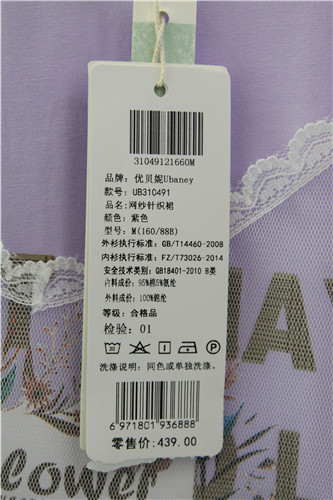 31049121660M
品牌: 优贝妮Ubaney
款号: UB310491
品名: 网纱针织裙
颜色: 紫色
型号: M(160/88B)
外衫执行标准: GB/T14460-2008
内衫执行标准: FZ/T73026-2014
安全技术类别: GB18401-2010 B类
内料成份: 95%棉5%氨纶
外料成份: 100%锦纶
等级: 合格品
检验: 01
30
洗涤说明: 同色或单独洗涤.
6 971801 936888
零售价: 439.00